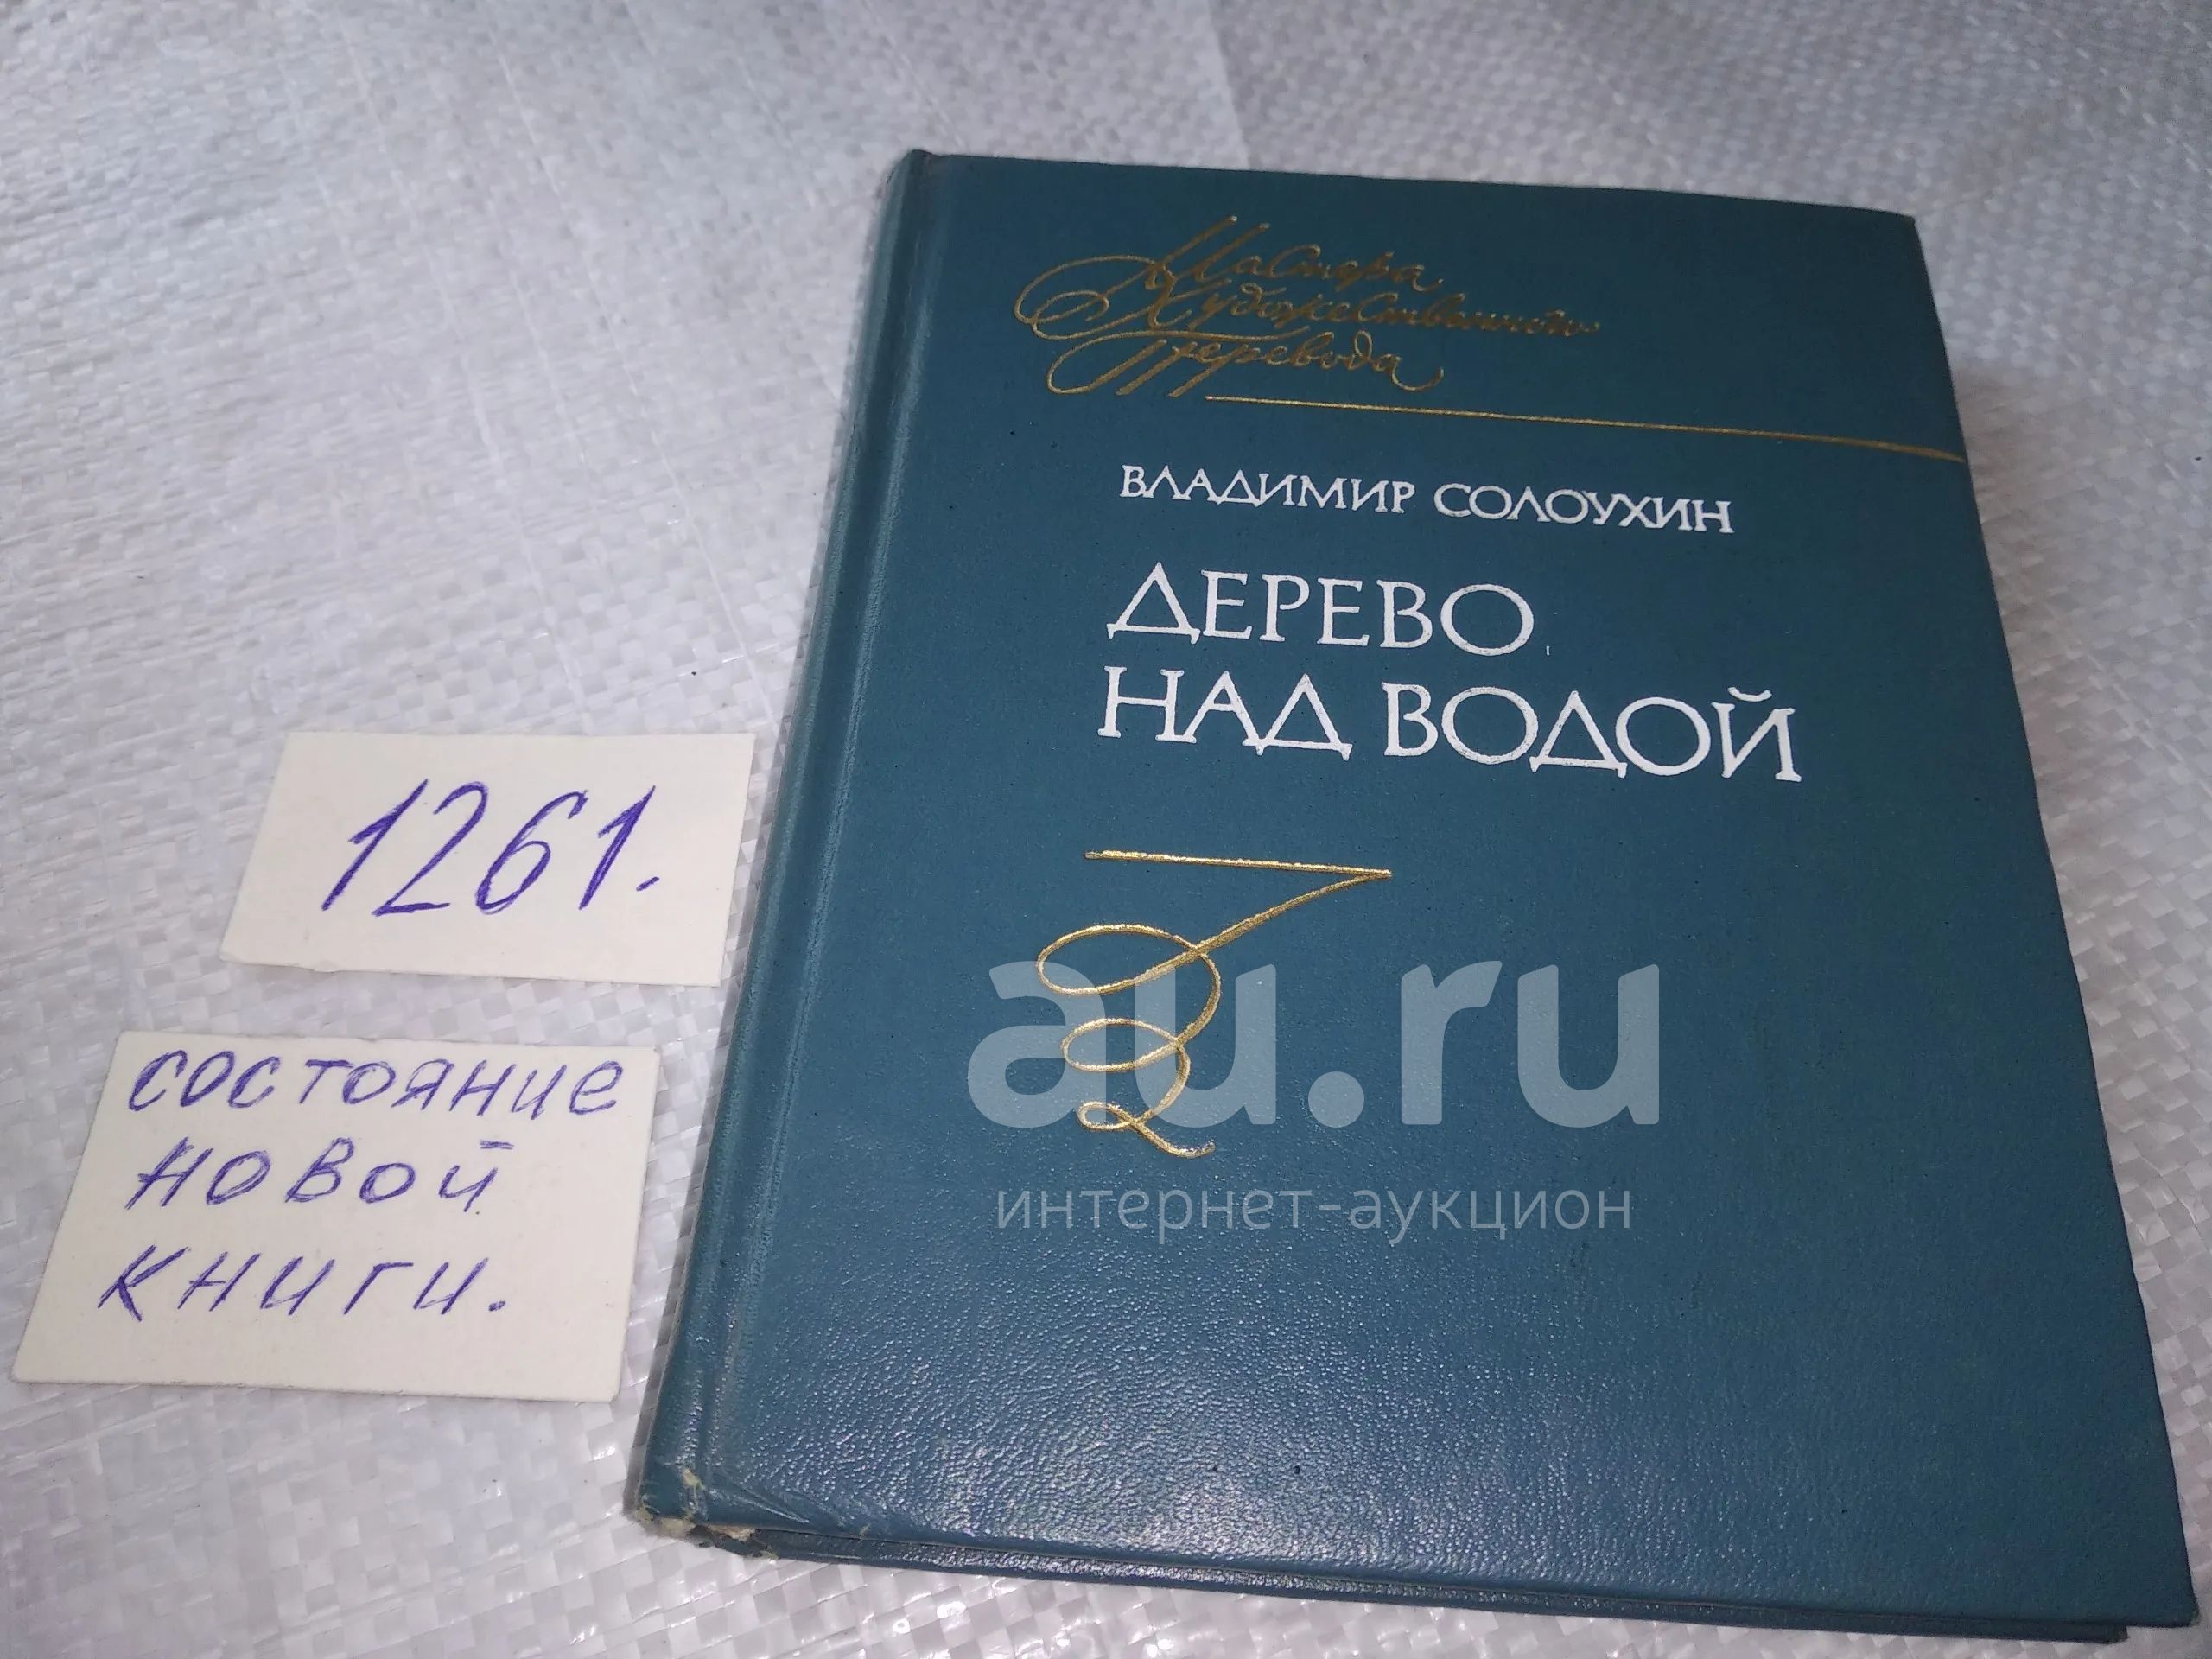 Мастера
Художественного
Перевода
ВЛАДИМИР СОЛОУХИН
ДЕРЕВО
НАД ВОДОЙ
1261.
состояние
новой
книги.
au.ru
интернет-аукцион